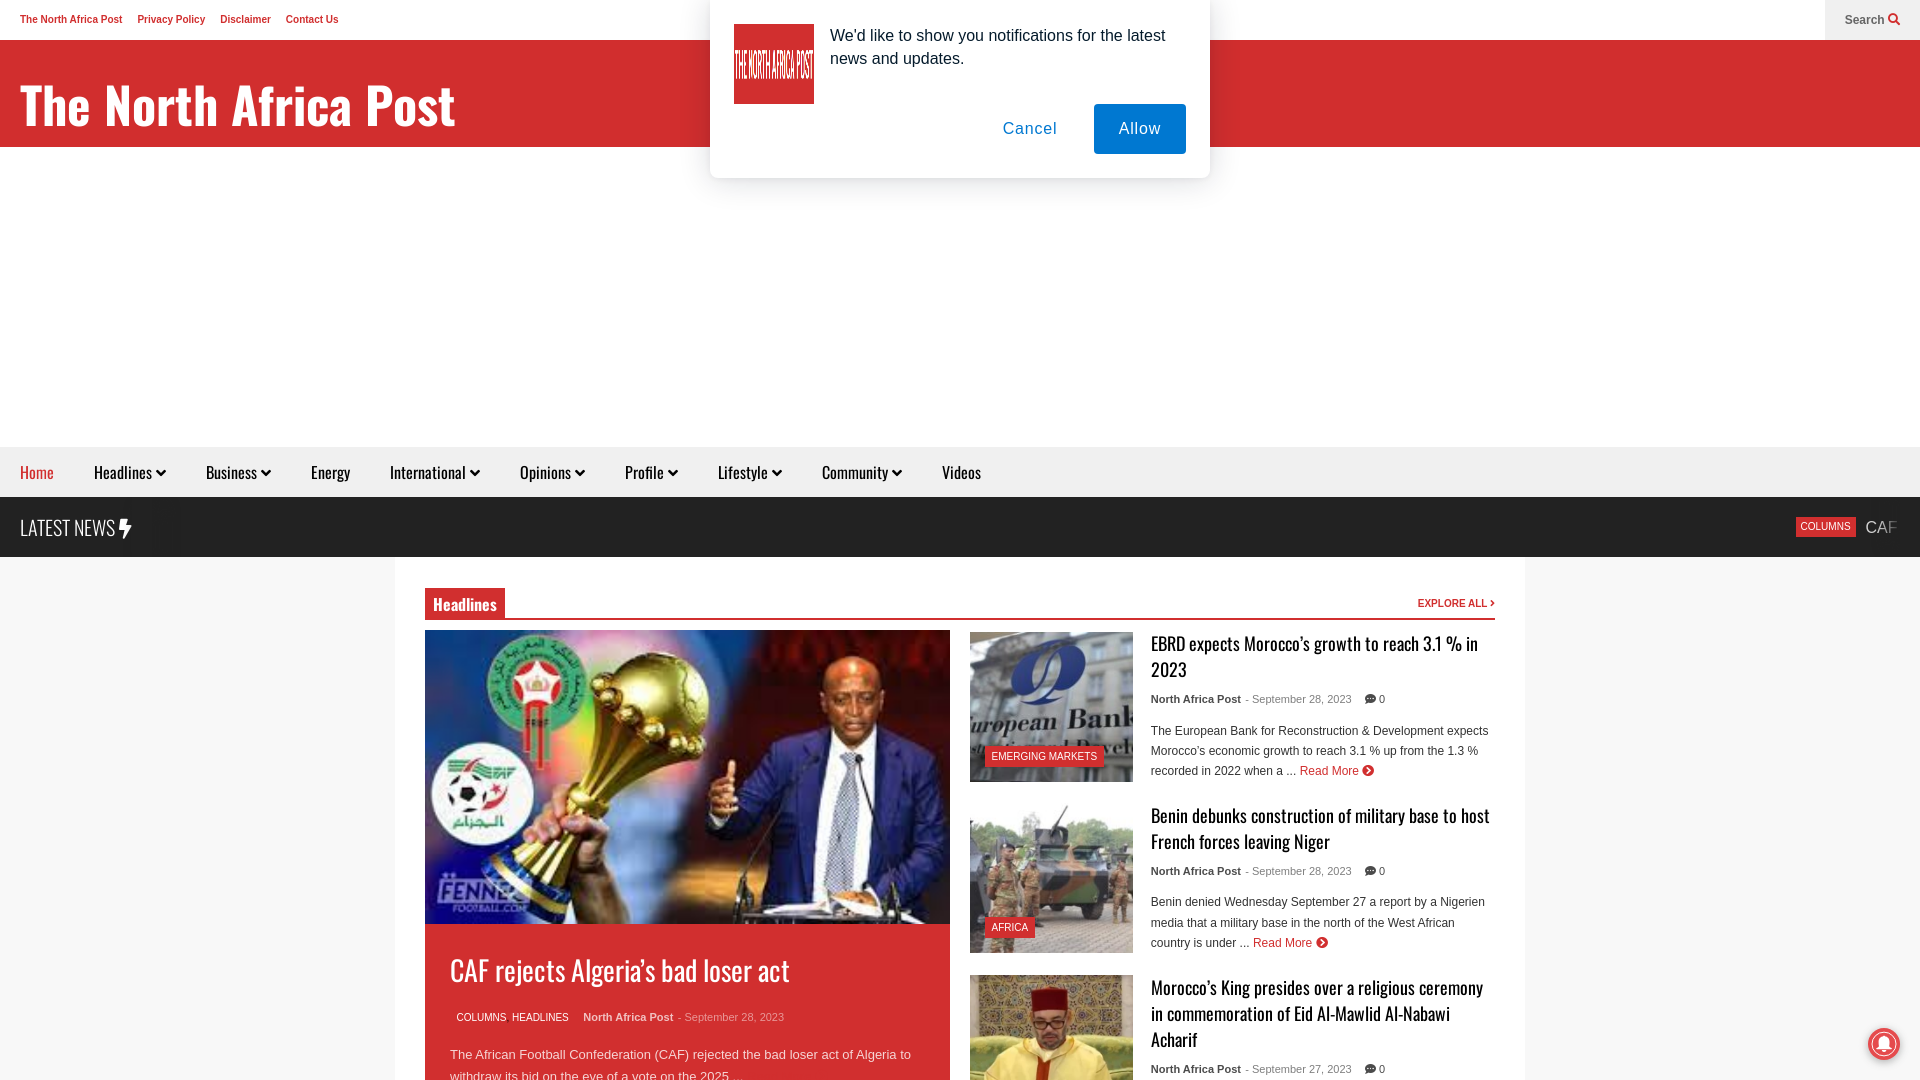 The North Africa Post
Privacy Policy
Disclaimer
Contact Us
Search
THE NORTH AFRICA POST
We'd like to show you notifications for the latest
news and updates.
Cancel
Allow
The North Africa Post
Home
Headlines
Business
Energy
International
Opinions
Profile
Lifestyle
Community
Videos
LATEST NEWS
COLUMNS
CAF
Headlines
EXPLORE ALL
FRMF
الجزائر
FENNEC
FOOTBALL.COM
CAF rejects Algeria’s bad loser act
COLUMNS HEADLINES North Africa Post - September 28, 2023
The African Football Confederation (CAF) rejected the bad loser act of Algeria to
withdraw its bid on the eve of a vote on the 2025 ...
European Bank
EMERGING MARKETS
EBRD expects Morocco’s growth to reach 3.1 % in
2023
North Africa Post - September 28, 2023 0
The European Bank for Reconstruction & Development expects
Morocco’s economic growth to reach 3.1 % up from the 1.3 %
recorded in 2022 when a ... Read More
AFRICA
Benin debunks construction of military base to host
French forces leaving Niger
North Africa Post - September 28, 2023 0
Benin denied Wednesday September 27 a report by a Nigerien
media that a military base in the north of the West African
country is under ... Read More
Morocco’s King presides over a religious ceremony
in commemoration of Eid Al-Mawlid Al-Nabawi
Acharif
North Africa Post - September 27, 2023 0